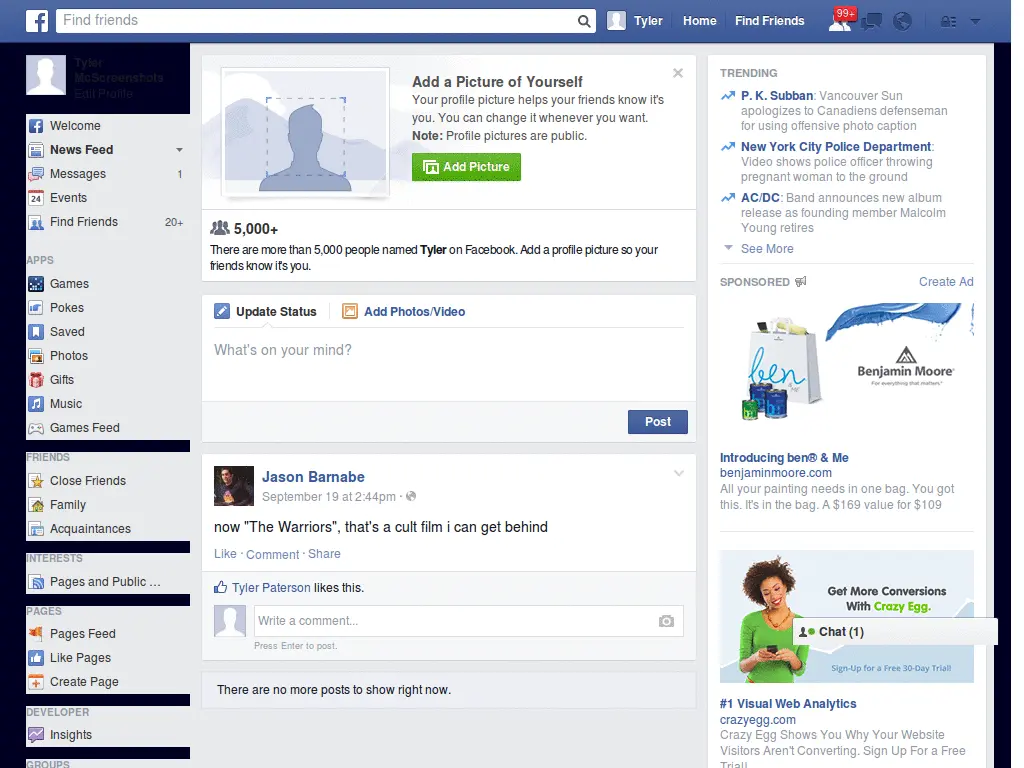 Find friends
Tyler
Home
Find Friends
99+
Tyler
McScreenshots
Edit Profile
Welcome
News Feed
Messages 1
24 Events
Find Friends 20+
APPS
Games
Pokes
Saved
Photos
Gifts
Music
Games Feed
FRIENDS
Close Friends
Family
Acquaintances
INTERESTS
Pages and Public ...
PAGES
Pages Feed
Like Pages
Create Page
DEVELOPER
Insights
GROUPS
Add a Picture of Yourself
Your profile picture helps your friends know it's
you. You can change it whenever you want.
Note: Profile pictures are public.
Add Picture
5,000+
There are more than 5,000 people named Tyler on Facebook. Add a profile picture so your
friends know it's you.
Update Status
Add Photos/Video
What's on your mind?
Post
Jason Barnabe
September 19 at 2:44pm ·
now "The Warriors", that's a cult film i can get behind
Like · Comment · Share
Tyler Paterson likes this.
Write a comment...
Press Enter to post.
There are no more posts to show right now.
TRENDING
P. K. Subban: Vancouver Sun
apologizes to Canadiens defenseman
for using offensive photo caption
New York City Police Department:
Video shows police officer throwing
pregnant woman to the ground
AC/DC: Band announces new album
release as founding member Malcolm
Young retires
See More
SPONSORED
Create Ad
ben
Benjamin Moore®
For everything that matters.®
Introducing ben® & Me
benjaminmoore.com
All your painting needs in one bag. You got
this. It's in the bag. A $169 value for $109
Get More Conversions
With Crazy Egg.
Chat (1)
Sign-Up for a Free 30-Day Trial!
#1 Visual Web Analytics
crazyegg.com
Crazy Egg Shows You Why Your Website
Visitors Aren't Converting. Sign Up For a Free
Trial!